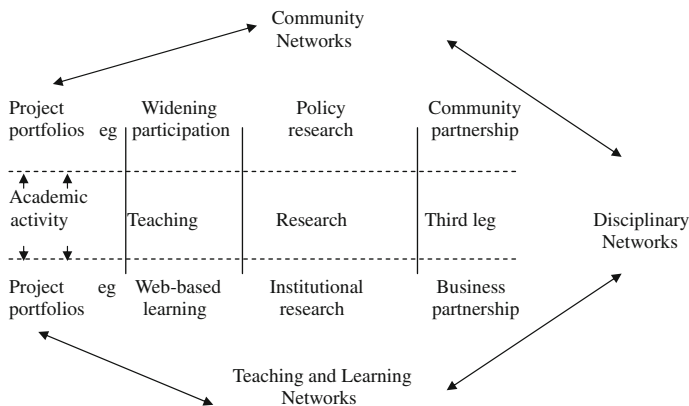 Community
Networks
Project portfolios eg
Widening participation
Policy research
Community partnership
Academic activity
Teaching
Research
Third leg
Disciplinary
Networks
Project portfolios eg
Web-based learning
Institutional research
Business partnership
Teaching and Learning
Networks